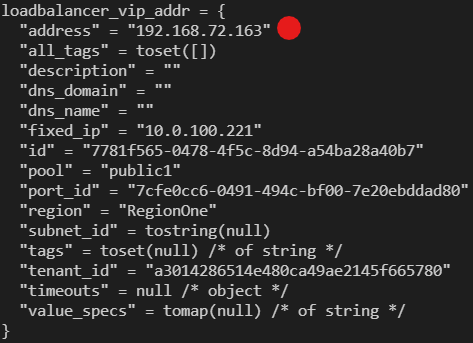 loadbalancer_vip_addr = {
"address" = "192.168.72.163"
"all_tags" = toset([])
"description" = ""
"dns_domain" = ""
"dns_name" = ""
"fixed_ip" = "10.0.100.221"
"id" = "7781f565-0478-4f5c-8d94-a54ba28a40b7"
"pool" = "public1"
"port_id" = "7cfe0cc6-0491-494c-bf00-7e20ebddad80"
"region" = "RegionOne"
"subnet_id" = tostring(null)
"tags" = toset(null) /* of string */
"tenant_id" = "a3014286514e480ca49ae2145f665780"
"timeouts" = null /* object */
"value_specs" = tomap(null) /* of string */
}